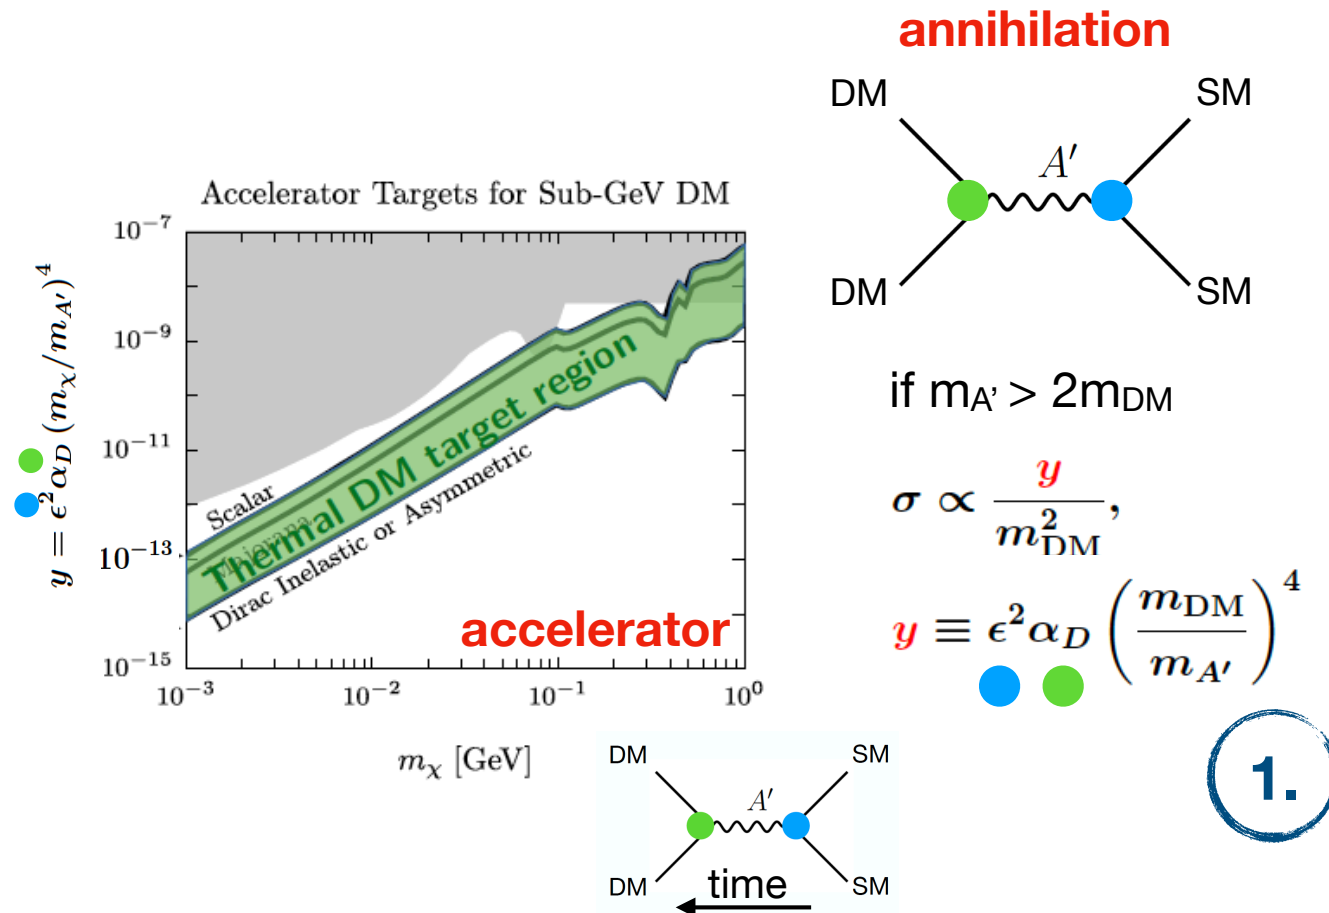 annihilation
DM
SM
A′
DM
SM
Accelerator Targets for Sub-GeV DM
10⁻⁷
10⁻⁹
10⁻¹¹
10⁻¹³
10⁻¹⁵
y = ϵ²α_D (m_χ/m_A′)⁴
Scalar
Majorana
Thermal DM target region
Dirac Inelastic or Asymmetric
accelerator
10⁻³
10⁻²
10⁻¹
10⁰
m_χ [GeV]
if m_A' > 2m_DM
σ ∝ y / m²_DM,
y ≡ ϵ²α_D (m_DM / m_A′)⁴
1.
DM
SM
A′
DM
SM
time